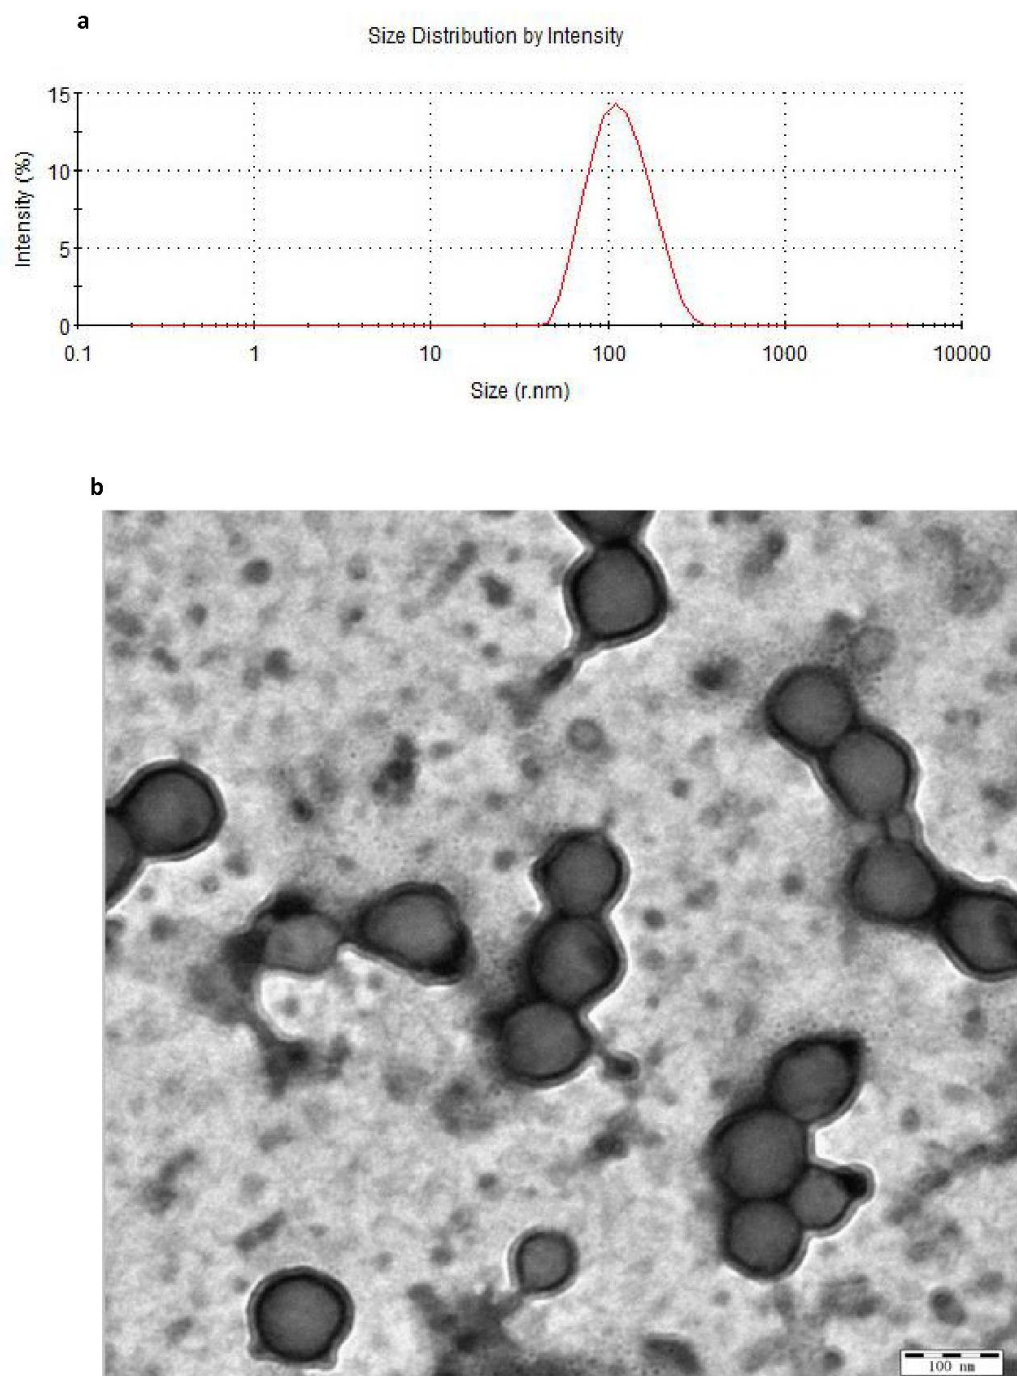 a
Size Distribution by Intensity
15
10
5
0
Intensity (%)
0.1 1 10 100 1000 10000
Size (r.nm)
b
100 nm